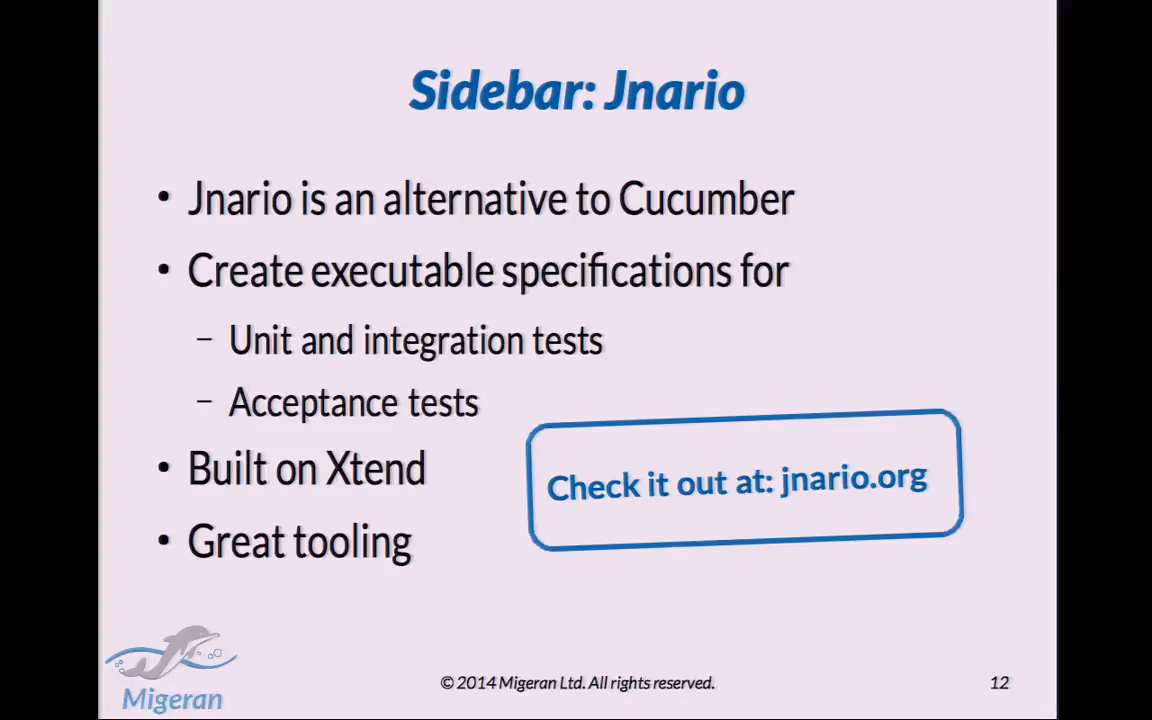 Sidebar: Jnario
• Jnario is an alternative to Cucumber
• Create executable specifications for
– Unit and integration tests
– Acceptance tests
• Built on Xtend
• Great tooling
Check it out at: jnario.org
Migeran
© 2014 Migeran Ltd. All rights reserved.
12